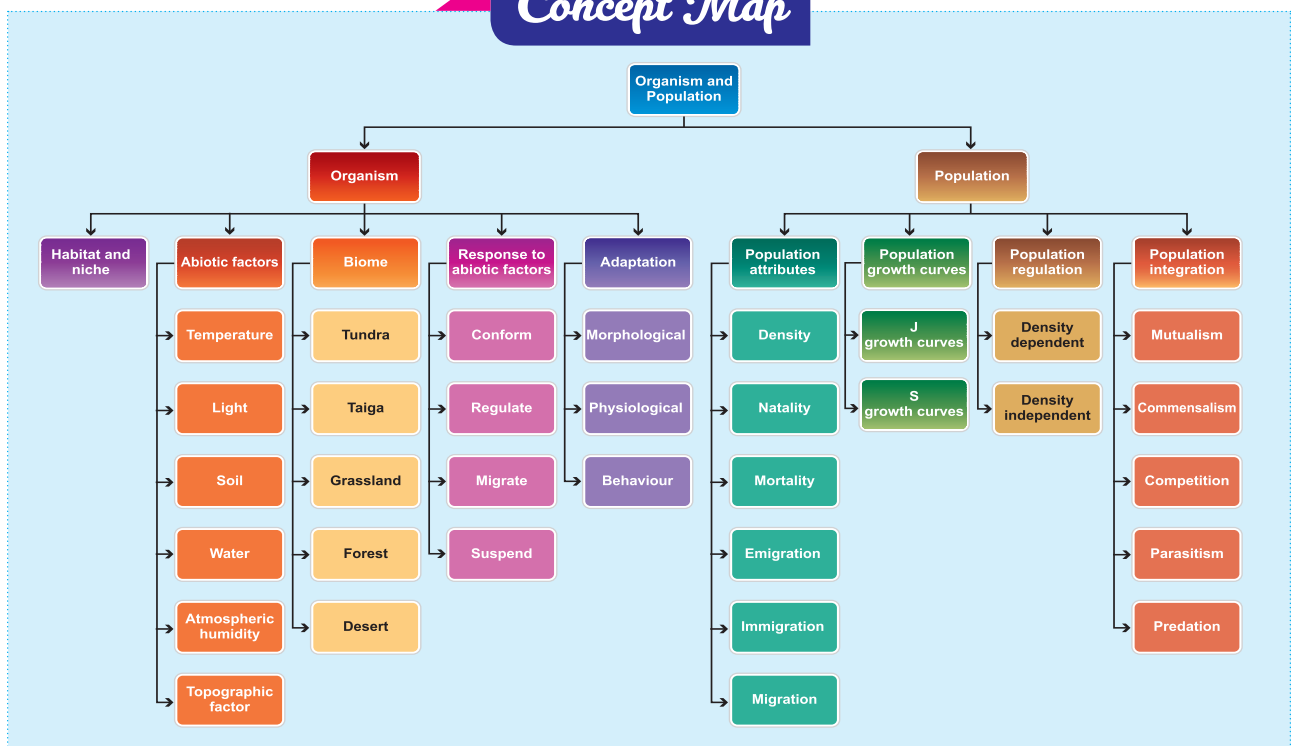 Concept Map
Organism and
Population
Organism
Population
Habitat and
niche
Abiotic factors
Biome
Response to
abiotic factors
Adaptation
Population
attributes
Population
growth curves
Population
regulation
Population
integration
Temperature
Light
Soil
Water
Atmospheric
humidity
Topographic
factor
Tundra
Taiga
Grassland
Forest
Desert
Conform
Regulate
Migrate
Suspend
Morphological
Physiological
Behaviour
Density
Natality
Mortality
Emigration
Immigration
Migration
J
growth curves
S
growth curves
Density
dependent
Density
independent
Mutualism
Commensalism
Competition
Parasitism
Predation